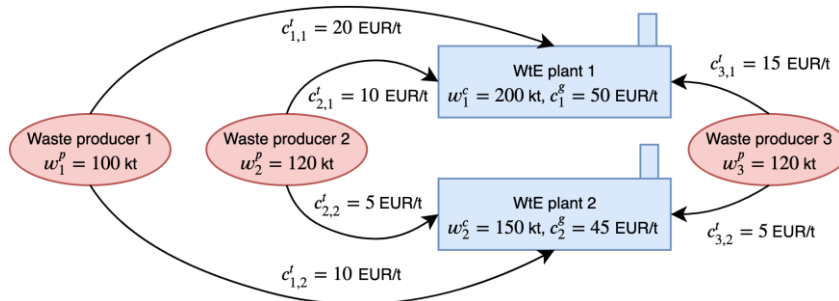 c^t_{1,1} = 20 EUR/t
WtE plant 1
w^c_1 = 200 kt, c^g_1 = 50 EUR/t
c^t_{3,1} = 15 EUR/t
c^t_{2,1} = 10 EUR/t
Waste producer 1
w^p_1 = 100 kt
Waste producer 2
w^p_2 = 120 kt
Waste producer 3
w^p_3 = 120 kt
c^t_{2,2} = 5 EUR/t
WtE plant 2
w^c_2 = 150 kt, c^g_2 = 45 EUR/t
c^t_{3,2} = 5 EUR/t
c^t_{1,2} = 10 EUR/t